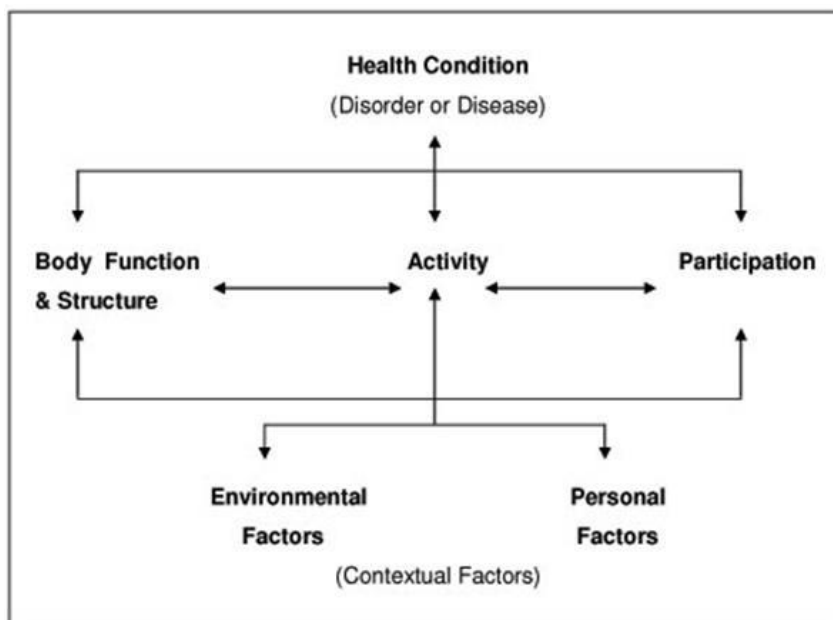 Health Condition
(Disorder or Disease)
Body Function
& Structure
Activity
Participation
Environmental
Factors
Personal
Factors
(Contextual Factors)